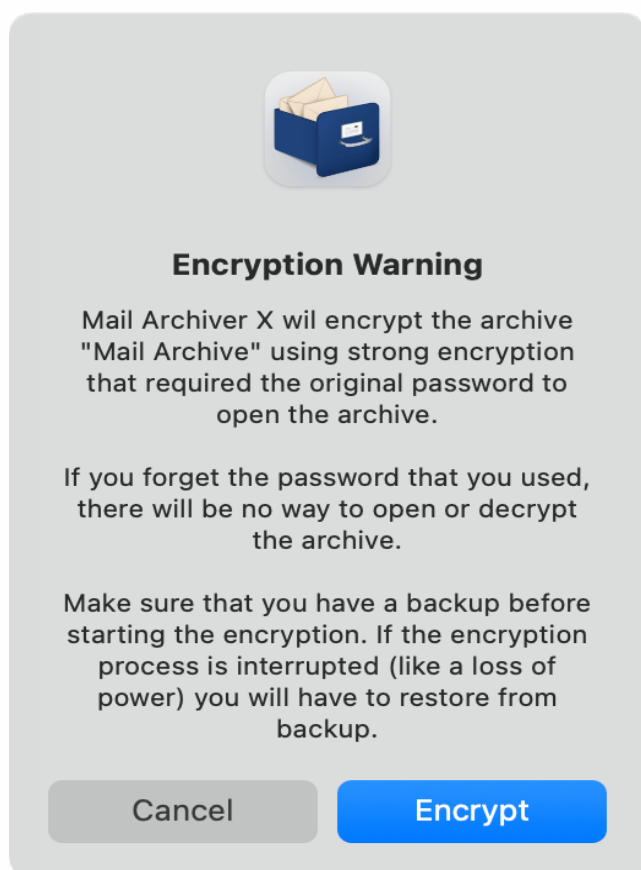 Encryption Warning
Mail Archiver X wil encrypt the archive
"Mail Archive" using strong encryption
that required the original password to
open the archive.
If you forget the password that you used,
there will be no way to open or decrypt
the archive.
Make sure that you have a backup before
starting the encryption. If the encryption
process is interrupted (like a loss of
power) you will have to restore from
backup.
Cancel
Encrypt